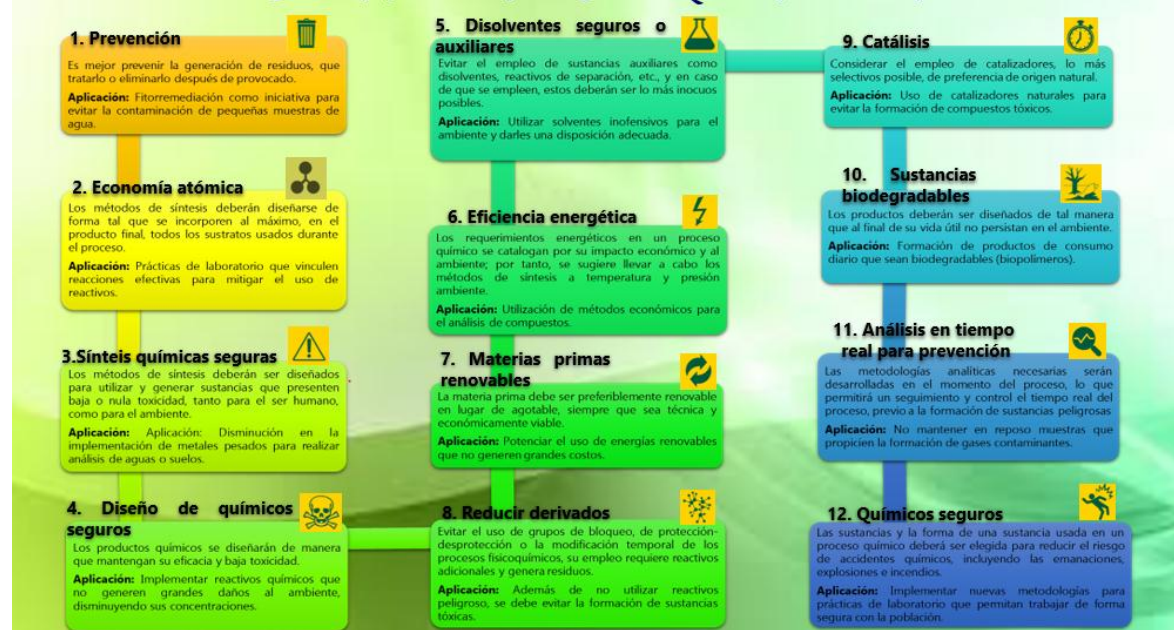 1. Prevención
Es mejor prevenir la generación de residuos, que
tratarlo o eliminarlo después de provocado.
Aplicación: Fitorremediación como iniciativa para
evitar la contaminación de pequeñas muestras de
agua.
2. Economía atómica
Los métodos de síntesis deberán diseñarse de
forma tal que se incorporen al máximo, en el
producto final, todos los sustratos usados durante
el proceso.
Aplicación: Prácticas de laboratorio que vinculen
reacciones efectivas para mitigar el uso de
reactivos.
3.Sínteis químicas seguras
Los métodos de síntesis deberán ser diseñados
para utilizar y generar sustancias que presenten
baja o nula toxicidad, tanto para el ser humano,
como para el ambiente.
Aplicación: Aplicación: Disminución en la
implementación de metales pesados para realizar
análisis de aguas o suelos.
4. Diseño de químicos
seguros
Los productos químicos se diseñarán de manera
que mantengan su eficacia y baja toxicidad.
Aplicación: Implementar reactivos químicos que
no generen grandes daños al ambiente,
disminuyendo sus concentraciones.
5. Disolventes seguros o
auxiliares
Evitar el empleo de sustancias auxiliares como
disolventes, reactivos de separación, etc., y en caso
de que se empleen, estos deberán ser lo más inocuos
posibles.
Aplicación: Utilizar solventes inofensivos para el
ambiente y darles una disposición adecuada.
6. Eficiencia energética
Los requerimientos energéticos en un proceso
químico se catalogan por su impacto económico y al
ambiente; por tanto, se sugiere llevar a cabo los
métodos de síntesis a temperatura y presión
ambiente.
Aplicación: Utilización de métodos económicos para
el análisis de compuestos.
7. Materias primas
renovables
La materia prima debe ser preferiblemente renovable
en lugar de agotable, siempre que sea técnica y
económicamente viable.
Aplicación: Potenciar el uso de energías renovables
que no generen grandes costos.
8. Reducir derivados
Evitar el uso de grupos de bloqueo, de protección-
desprotección o la modificación temporal de los
procesos fisicoquímicos, su empleo requiere reactivos
adicionales y genera residuos.
Aplicación: Además de no utilizar reactivos
peligroso, se debe evitar la formación de sustancias
tóxicas.
9. Catálisis
Considerar el empleo de catalizadores, lo más
selectivos posible, de preferencia de origen natural.
Aplicación: Uso de catalizadores naturales para
evitar la formación de compuestos tóxicos.
10. Sustancias
biodegradables
Los productos deberán ser diseñados de tal manera
que al final de su vida útil no persistan en el ambiente.
Aplicación: Formación de productos de consumo
diario que sean biodegradables (biopolímeros).
11. Análisis en tiempo
real para prevención
Las metodologías analíticas necesarias serán
desarrolladas en el momento del proceso, lo que
permitirá un seguimiento y control el tiempo real del
proceso, previo a la formación de sustancias peligrosas
Aplicación: No mantener en reposo muestras que
propicien la formación de gases contaminantes.
12. Químicos seguros
Las sustancias y la forma de una sustancia usada en un
proceso químico deberá ser elegida para reducir el riesgo
de accidentes químicos, incluyendo las emanaciones,
explosiones e incendios.
Aplicación: Implementar nuevas metodologías para
prácticas de laboratorio que permitan trabajar de forma
segura con la población.